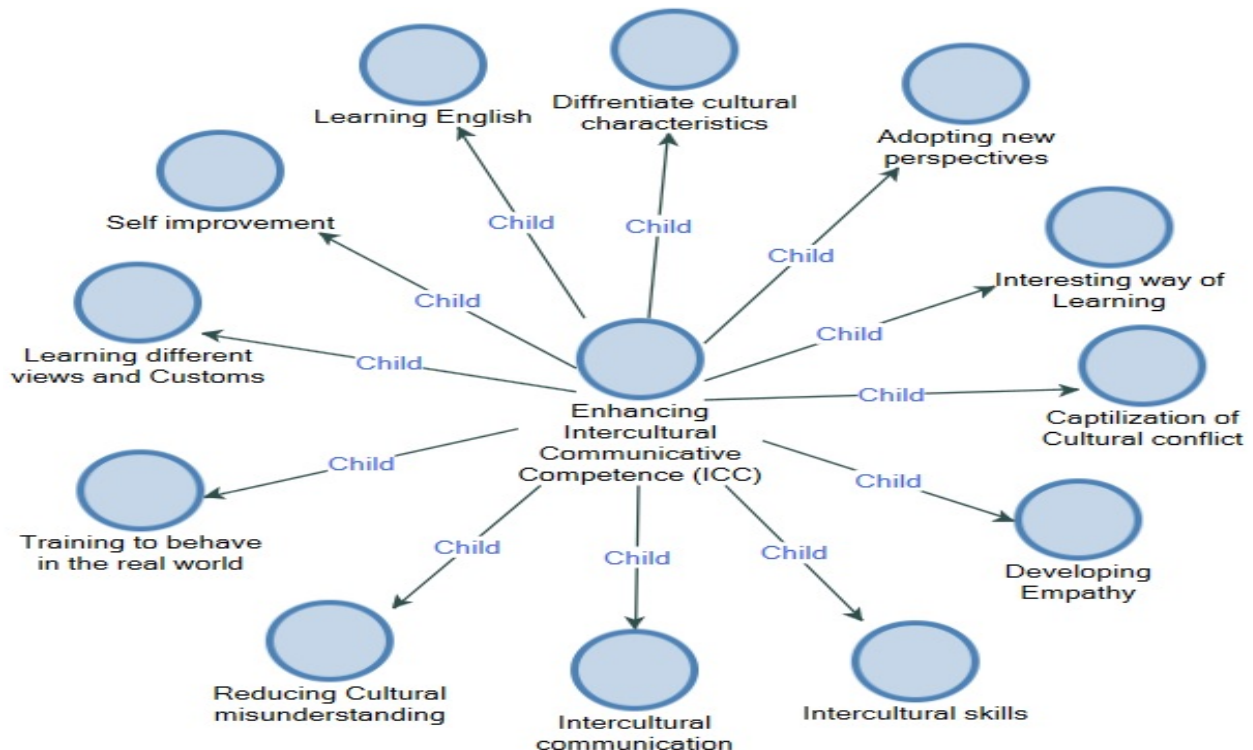 Learning English
Diffrentiate cultural
characteristics
Adopting new
perspectives
Self improvement
Child
Child
Child
Interesting way of
Learning
Child
Child
Learning different
views and Customs
Child
Child
Captilization of
Cultural conflict
Enhancing
Intercultural
Communicative
Competence (ICC)
Child
Child
Training to behave
in the real world
Child
Child
Child
Developing
Empathy
Reducing Cultural
misunderstanding
Intercultural
communication
Intercultural skills